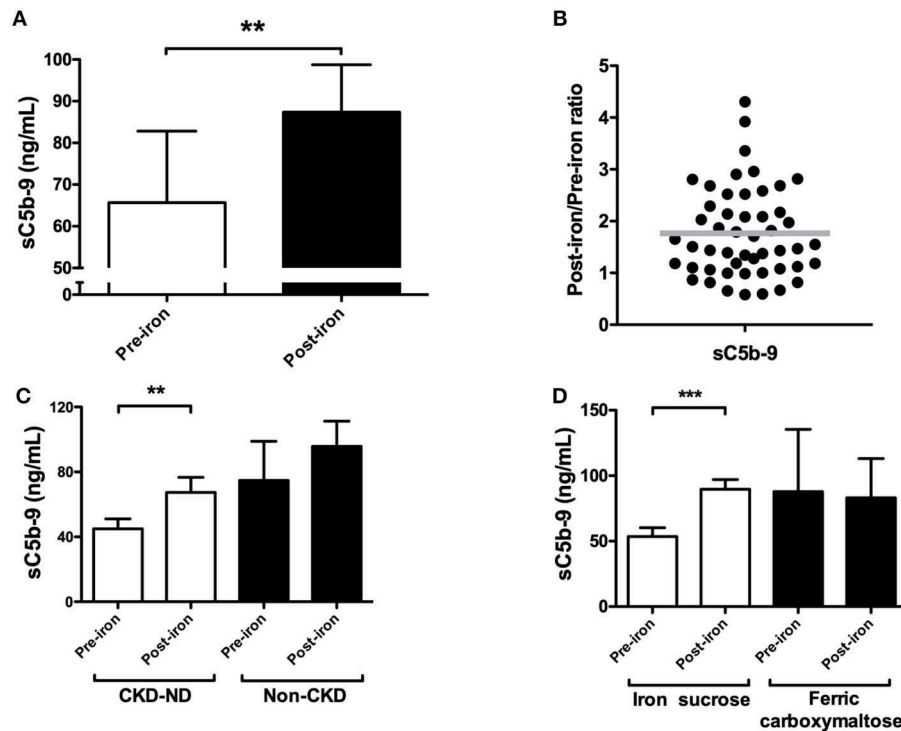 A
**
sC5b-9 (ng/mL)
100
90
80
70
60
50
0
Pre-iron
Post-iron
B
Post-iron/Pre-iron ratio
5
4
3
2
1
0
sC5b-9
C
**
sC5b-9 (ng/mL)
120
80
40
0
Pre-iron
Post-iron
Pre-iron
Post-iron
CKD-ND
Non-CKD
D
***
sC5b-9 (ng/mL)
150
100
50
0
Pre-iron
Post-iron
Pre-iron
Post-iron
Iron sucrose
Ferric
carboxymaltose